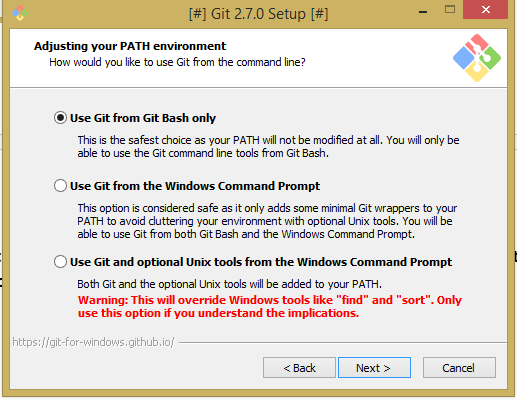 [#] Git 2.7.0 Setup [#]
Adjusting your PATH environment
How would you like to use Git from the command line?
Use Git from Git Bash only
This is the safest choice as your PATH will not be modified at all. You will only be
able to use the Git command line tools from Git Bash.
Use Git from the Windows Command Prompt
This option is considered safe as it only adds some minimal Git wrappers to your
PATH to avoid cluttering your environment with optional Unix tools. You will be
able to use Git from both Git Bash and the Windows Command Prompt.
Use Git and optional Unix tools from the Windows Command Prompt
Both Git and the optional Unix tools will be added to your PATH.
Warning: This will override Windows tools like "find" and "sort". Only
use this option if you understand the implications.
https://git-for-windows.github.io/
< Back
Next >
Cancel